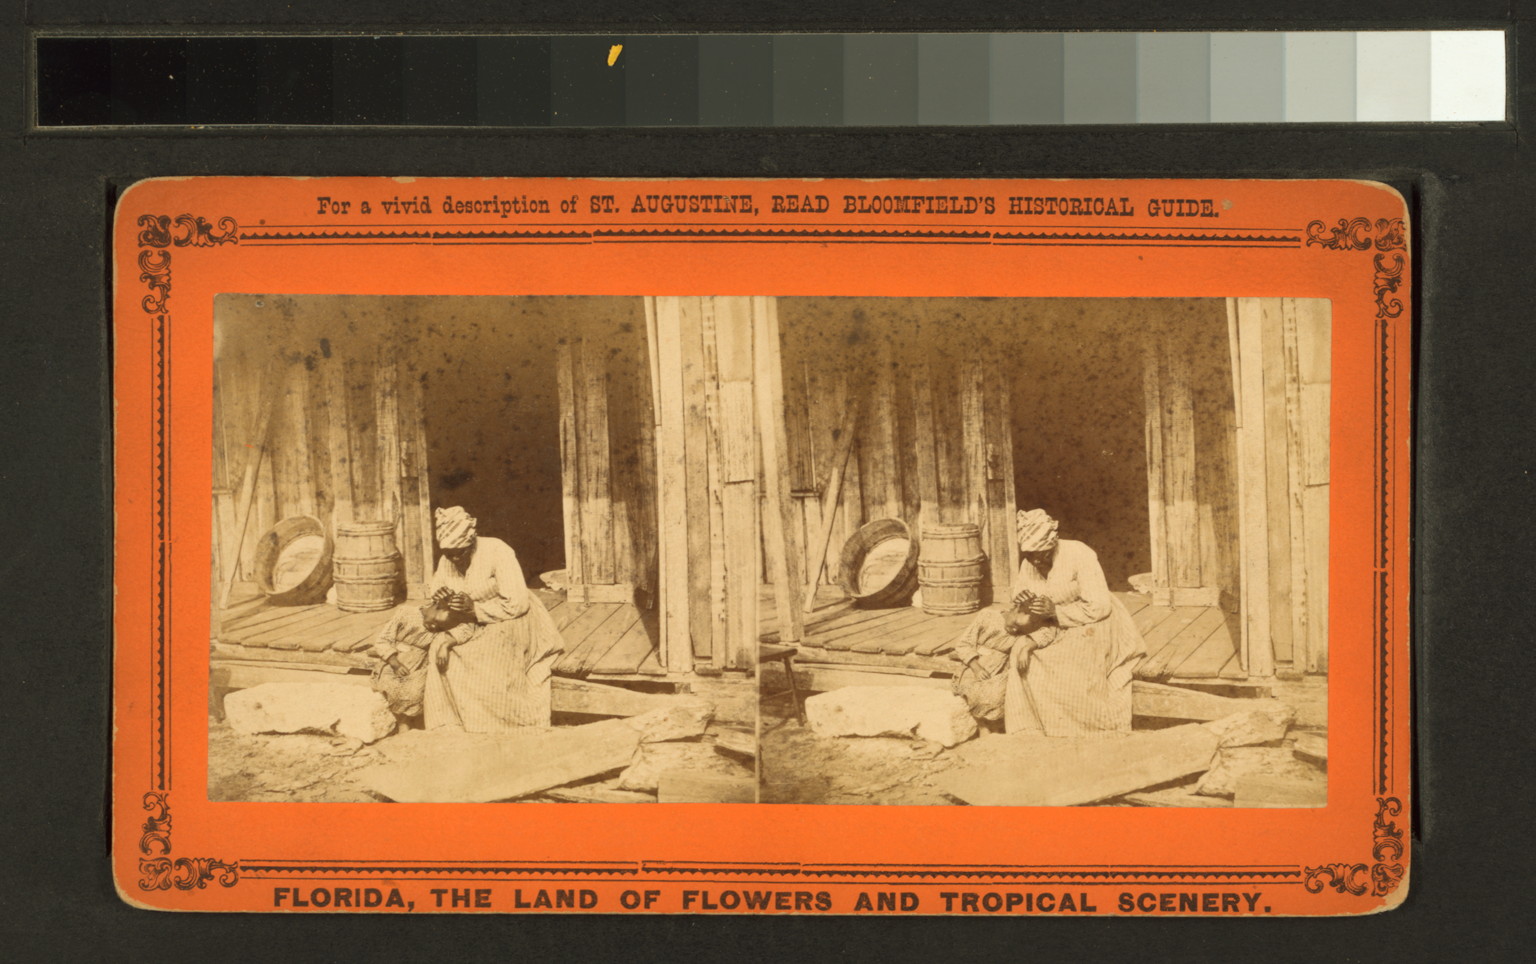 For a vivid description of ST. AUGUSTINE, READ BLOOMFIELD'S HISTORICAL GUIDE.
FLORIDA, THE LAND OF FLOWERS AND TROPICAL SCENERY.